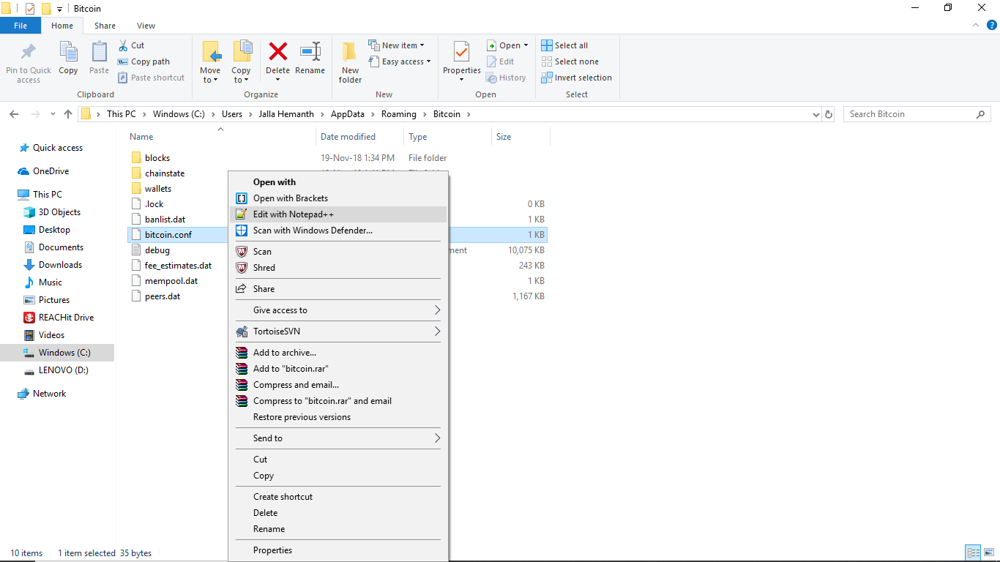 Bitcoin
File Home Share View
Pin to Quick access
Copy
Paste
Cut
Copy path
Paste shortcut
Clipboard
Move to
Copy to
Delete
Rename
Organize
New folder
New item
Easy access
New
Properties
Open
Edit
History
Open
Select all
Select none
Invert selection
Select
This PC Windows (C:) Users Jalla Hemanth AppData Roaming Bitcoin
Search Bitcoin
Quick access
OneDrive
This PC
3D Objects
Desktop
Documents
Downloads
Music
Pictures
REACHit Drive
Videos
Windows (C:)
LENOVO (D:)
Network
Name Date modified Type Size
blocks 19-Nov-18 1:34 PM File folder
chainstate
wallets
.lock 0 KB
banlist.dat 1 KB
bitcoin.conf 1 KB
debug ment 10,075 KB
fee_estimates.dat 243 KB
mempool.dat 1 KB
peers.dat 1,167 KB
Open with
Open with Brackets
Edit with Notepad++
Scan with Windows Defender...
Scan
Shred
Share
Give access to
TortoiseSVN
Add to archive...
Add to "bitcoin.rar"
Compress and email...
Compress to "bitcoin.rar" and email
Restore previous versions
Send to
Cut
Copy
Create shortcut
Delete
Rename
Properties
10 items 1 item selected 35 bytes